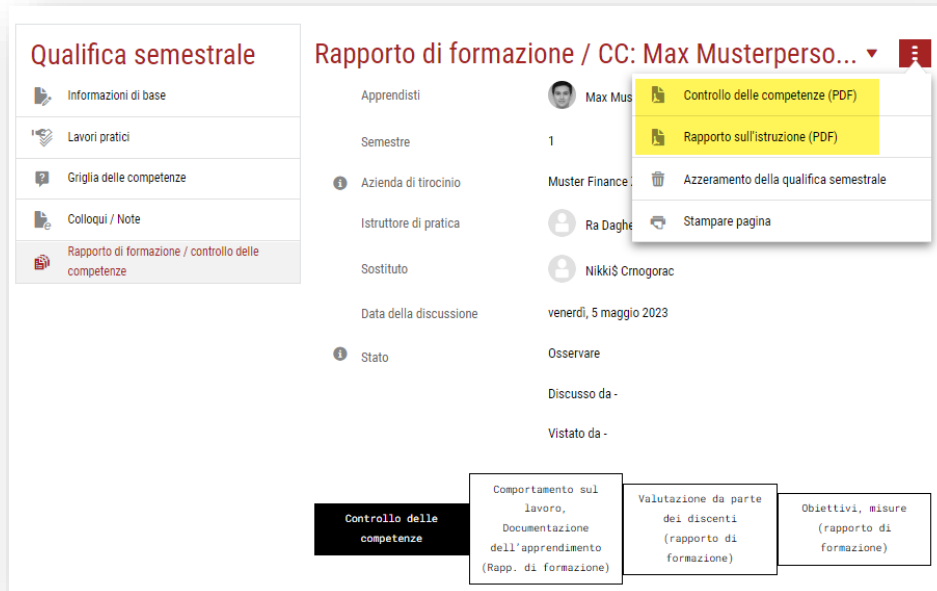 Qualifica semestrale
Informazioni di base
Lavori pratici
Griglia delle competenze
Colloqui / Note
Rapporto di formazione / controllo delle
competenze
Rapporto di formazione / CC: Max Musterperso...
Controllo delle competenze (PDF)
Rapporto sull'istruzione (PDF)
Azzeramento della qualifica semestrale
Stampare pagina
Apprendisti Max Mus
Semestre 1
Azienda di tirocinio Muster Finance
Istruttore di pratica Ra Daghe
Sostituto Nikki$ Crnogorac
Data della discussione venerdì, 5 maggio 2023
Stato Osservare
Discusso da -
Vistato da -
Controllo delle
competenze
Comportamento sul
lavoro,
Documentazione
dell'apprendimento
(Rapp. di formazione)
Valutazione da parte
dei discenti
(rapporto di
formazione)
Obiettivi, misure
(rapporto di
formazione)